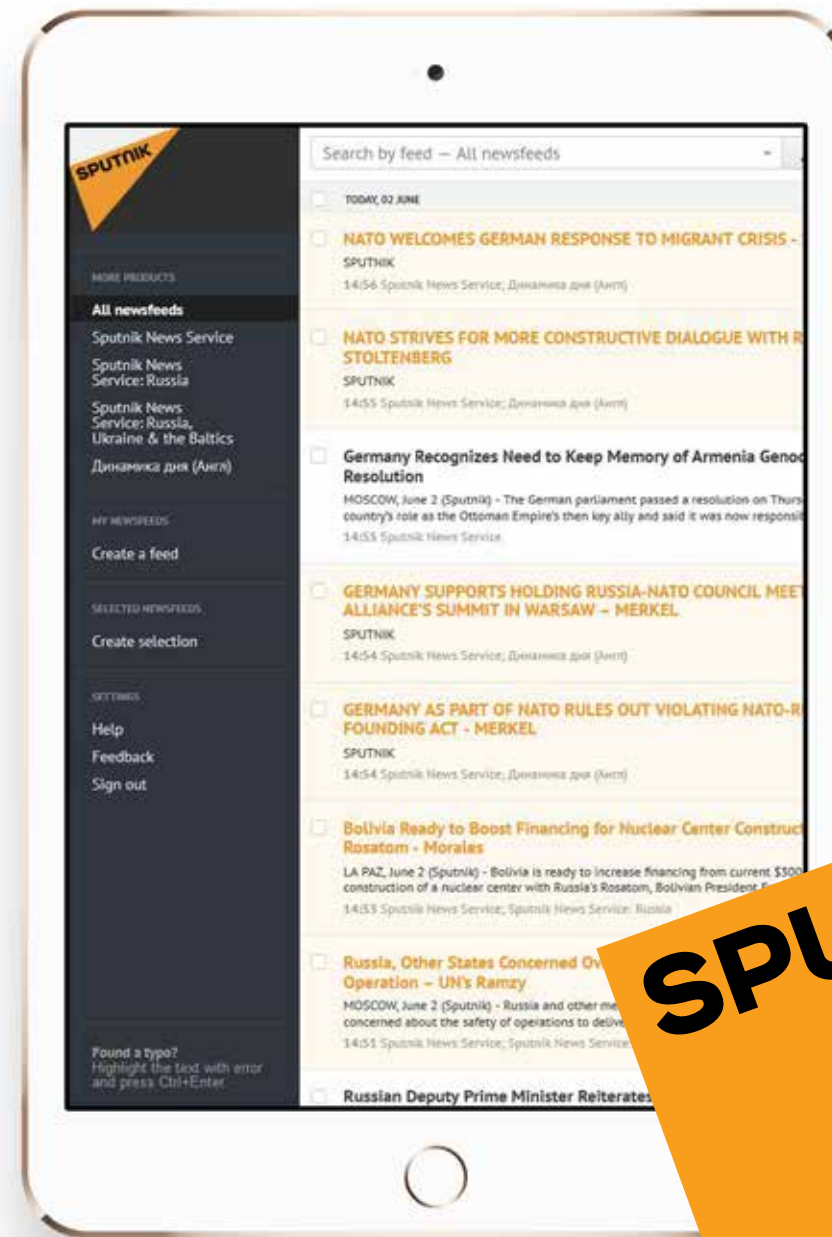 SPUTNIK
MORE PRODUCTS
All newsfeeds
Sputnik News Service
Sputnik News
Service: Russia
Sputnik News
Service: Russia,
Ukraine & the Baltics
Динамика дня (Англ)
MY NEWSFEEDS
Create a feed
SELECTED NEWSFEEDS
Create selection
SETTINGS
Help
Feedback
Sign out
Found a typo?
Highlight the text with error
and press Ctrl+Enter
Search by feed — All newsfeeds
TODAY, 02 JUNE
NATO WELCOMES GERMAN RESPONSE TO MIGRANT CRISIS -
SPUTNIK
14:56 Sputnik News Service; Динамика дня (Англ)
NATO STRIVES FOR MORE CONSTRUCTIVE DIALOGUE WITH R
STOLTENBERG
SPUTNIK
14:55 Sputnik News Service; Динамика дня (Англ)
Germany Recognizes Need to Keep Memory of Armenia Genoc
Resolution
MOSCOW, June 2 (Sputnik) - The German parliament passed a resolution on Thurs
country's role as the Ottoman Empire's then key ally and said it was now responsi
14:55 Sputnik News Service
GERMANY SUPPORTS HOLDING RUSSIA-NATO COUNCIL MEET
ALLIANCE'S SUMMIT IN WARSAW – MERKEL
SPUTNIK
14:54 Sputnik News Service; Динамика дня (Англ)
GERMANY AS PART OF NATO RULES OUT VIOLATING NATO-R
FOUNDING ACT - MERKEL
SPUTNIK
14:54 Sputnik News Service; Динамика дня (Англ)
Bolivia Ready to Boost Financing for Nuclear Center Construct
Rosatom - Morales
LA PAZ, June 2 (Sputnik) - Bolivia is ready to increase financing from current $300
construction of a nuclear center with Russia's Rosatom, Bolivian President
14:53 Sputnik News Service; Sputnik News Service: Russia
Russia, Other States Concerned Ov
Operation – UN's Ramzy
MOSCOW, June 2 (Sputnik) - Russia and other me
concerned about the safety of operations to delive
14:51 Sputnik News Service; Sputnik News Service
Russian Deputy Prime Minister Reiterates
SPU